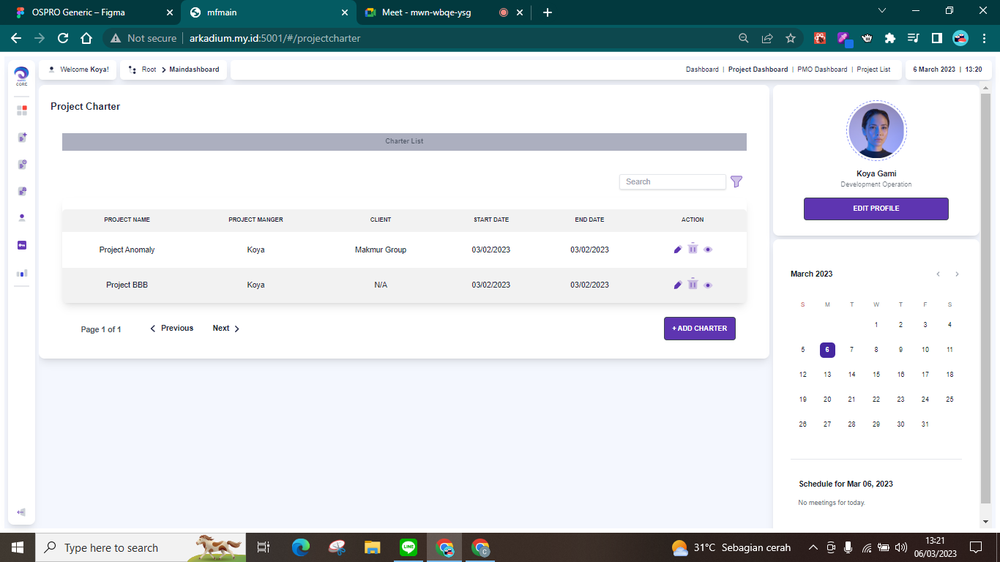 OSPRO Generic – Figma
mfmain
Meet - mwn-wbqe-ysg
Not secure
arkadium.my.id:5001/#/projectcharter
CORE
Welcome Koya!
Root
Maindashboard
Dashboard | Project Dashboard | PMO Dashboard | Project List
6 March 2023 | 13:20
Project Charter
Charter List
Search
PROJECT NAME PROJECT MANGER CLIENT START DATE END DATE ACTION
Project Anomaly Koya Makmur Group 03/02/2023 03/02/2023
Project BBB Koya N/A 03/02/2023 03/02/2023
Page 1 of 1
Previous
Next
+ ADD CHARTER
Koya Gami
Development Operation
EDIT PROFILE
March 2023
S M T W T F S
1 2 3 4
5 6 7 8 9 10 11
12 13 14 15 16 17 18
19 20 21 22 23 24 25
26 27 28 29 30 31
Schedule for Mar 06, 2023
No meetings for today.
Type here to search
LINE
C
31°C Sebagian cerah
13:21
06/03/2023